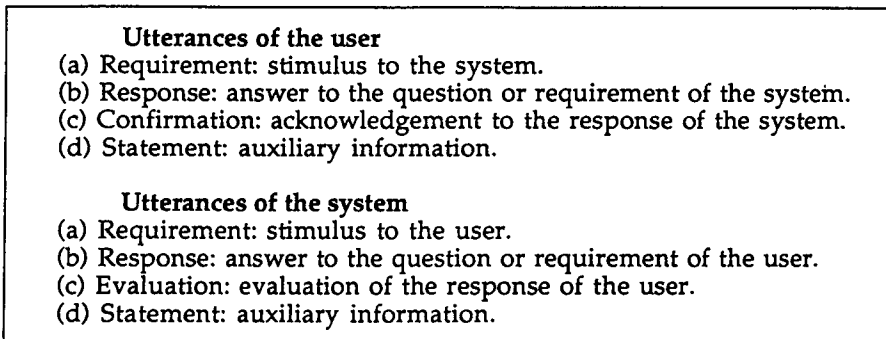 Utterances of the user
(a) Requirement: stimulus to the system.
(b) Response: answer to the question or requirement of the system.
(c) Confirmation: acknowledgement to the response of the system.
(d) Statement: auxiliary information.
Utterances of the system
(a) Requirement: stimulus to the user.
(b) Response: answer to the question or requirement of the user.
(c) Evaluation: evaluation of the response of the user.
(d) Statement: auxiliary information.